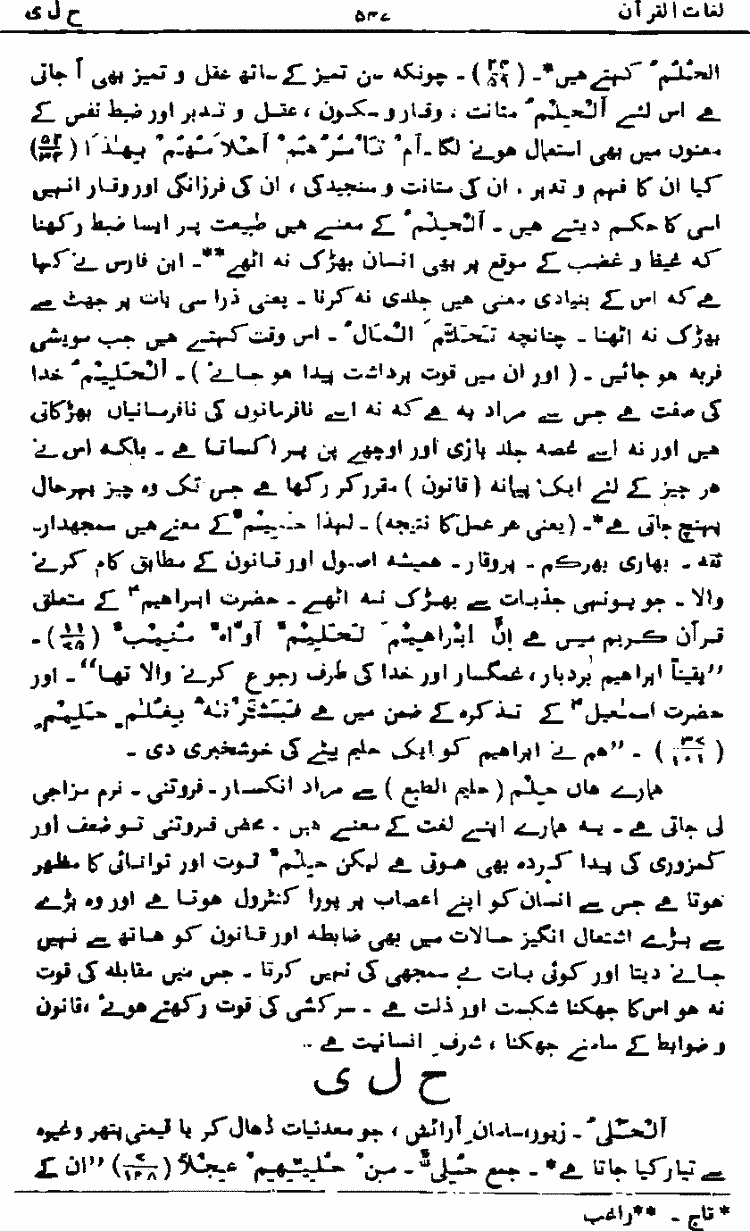 لغات القرآن ۵۳۷ ح ل ی
الْحُلُمُ کہتے ہیں*۔ (۲۴/۵۹)۔ چونکہ سن تمیز کے ساتھ عقل و تمیز بھی آ جاتی
ہے اس لئے اَلْحِلْمُ متانت، وقار و سکون، عقل و تدبر اور ضبط نفس کے
معنوں میں بھی استعمال ہونے لگا۔ اَمْ تَاْمُرُهُمْ اَحْلَامُهُمْ بِهٰذَا (۵۲/۳۲)
کیا ان کا فہم و تدبر، ان کی متانت و سنجیدگی، ان کی فرزانگی اور وقار انہیں
اسی کا حکم دیتے ہیں۔ اَلْحِلْمُ کے معنے ہیں طبیعت پر ایسا ضبط رکھنا
کہ غیظ و غضب کے موقع پر بھی انسان بھڑک نہ اٹھے**۔ ابن فارس نے کہا
ہے کہ اس کے بنیادی معنی ہیں جلدی نہ کرنا۔ یعنی ذرا سی بات پر جھٹ سے
بھڑک نہ اٹھنا۔ چنانچہ تَحَلَّمَ الْمَالُ۔ اس وقت کہتے ہیں جب مویشی
فربہ ہو جائیں۔ (اور ان میں قوت برداشت پیدا ہو جائے)۔ اَلْحَلِيْمُ خدا
کی صفت ہے جس سے مراد یہ ہے کہ نہ اسے نافرمانوں کی نافرمانیاں بھڑکاتی
ہیں اور نہ اسے غصہ جلد بازی اور اوچھے پن پر اکساتا ہے۔ بلکہ اس نے
ہر چیز کے لئے ایک پیمانہ (قانون) مقرر کر رکھا ہے جس تک وہ چیز بہرحال
پہنچ جاتی ہے*۔ (یعنی ہر عمل کا نتیجہ)۔ لہذا حَلِيْمٌ کے معنے ہیں سمجھدار۔
ثقہ۔ بھاری بھرکم۔ پروقار۔ ہمیشہ اصول اور قانون کے مطابق کام کرنے
والا۔ جو یونہی جذبات سے بھڑک نہ اٹھے۔ حضرت ابراہیمؑ کے متعلق
قرآن کریم میں ہے اِنَّ اِبْرَاهِيْمَ لَحَلِيْمٌ اَوَّاهٌ مُّنِيْبٌ (۱۱/۷۵)۔
”یقیناً ابراہیم بُردبار، غمگسار اور خدا کی طرف رجوع کرنے والا تھا“۔ اور
حضرت اسمٰعیلؑ کے تذکرہ کے ضمن میں ہے فَبَشَّرْنٰهُ بِغُلٰمٍ حَلِيْمٍ
(۳۷/۱۰۱)۔ ”ہم نے ابراہیم کو ایک حلیم بیٹے کی خوشخبری دی۔
ہمارے ہاں حِلْم (حلیم الطبع) سے مراد انکسار۔ فروتنی۔ نرم مزاجی
لی جاتی ہے۔ یہ ہمارے اپنے لغت کے معنے ہیں۔ محض فروتنی تو ضعف اور
کمزوری کی پیدا کردہ بھی ہوتی ہے لیکن حِلْمٌ قوت اور توانائی کا مظہر
ہوتا ہے جس سے انسان کو اپنے اعصاب پر پورا کنٹرول ہوتا ہے اور وہ بڑے
سے بڑے اشتعال انگیز حالات میں بھی ضابطہ اور قانون کو ہاتھ سے نہیں
جانے دیتا اور کوئی بات بے سمجھی کی نہیں کرتا۔ جس میں مقابلہ کی قوت
نہ ہو اس کا جھکنا شکست اور ذلت ہے۔ سرکشی کی قوت رکھتے ہوئے، قانون
و ضوابط کے سامنے جھکنا، شرفِ انسانیت ہے۔
ح ل ی
اَلْحَلْیُ۔ زیور، سامانِ آرائش، جو معدنیات ڈھال کر یا قیمتی پتھر وغیرہ
سے تیار کیا جاتا ہے*۔ جمع حُلِیٌّ۔ مِنْ حُلِيِّهِمْ عِجْلًا (۷/۱۴۸) ”ان کے
* تاج۔ ** راغب